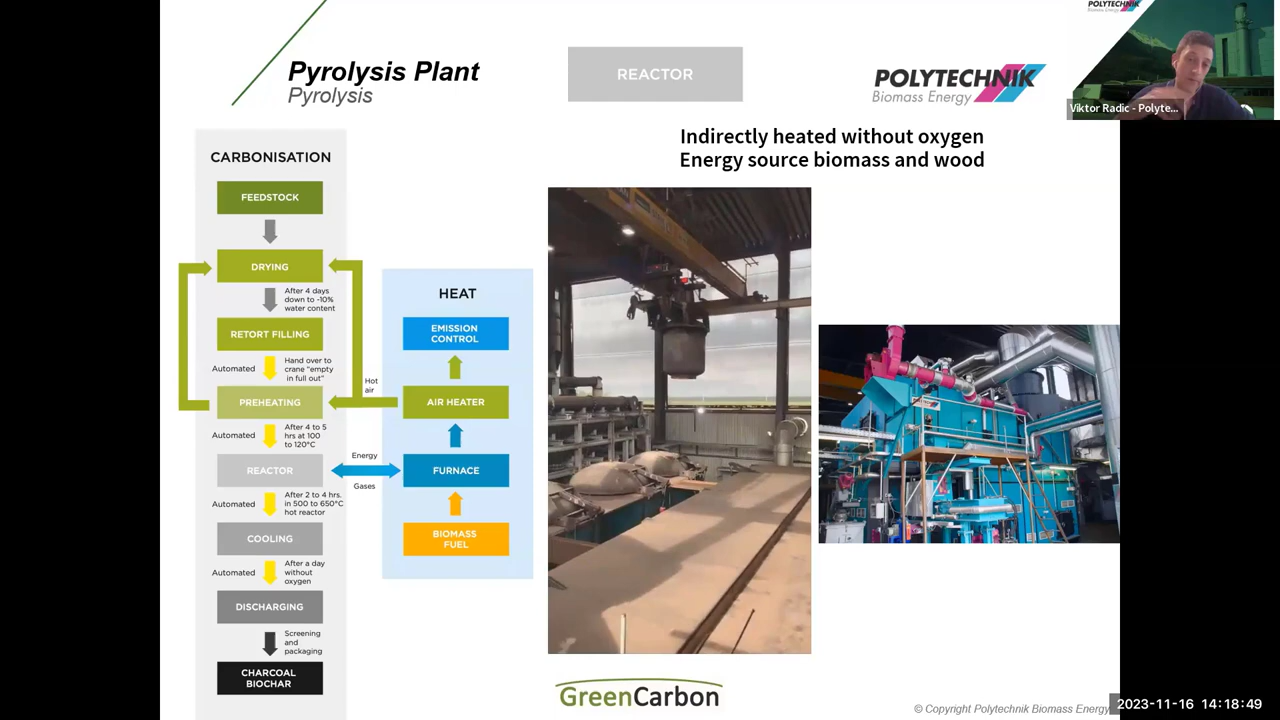 Pyrolysis Plant
Pyrolysis
REACTOR
POLYTECHNIK
Biomass Energy
POLYTECHNIK
Biomass Energy
Viktor Radic - Polyte...
Indirectly heated without oxygen
Energy source biomass and wood
CARBONISATION
FEEDSTOCK
DRYING
After 4 days
down to -10%
water content
RETORT FILLING
Automated
Hand over to
crane “empty
in full out”
PREHEATING
Automated
After 4 to 5
hrs at 100
to 120°C
REACTOR
Automated
After 2 to 4 hrs.
in 500 to 650°C
hot reactor
COOLING
Automated
After a day
without
oxygen
DISCHARGING
Screening
and
packaging
CHARCOAL
BIOCHAR
Hot
air
Energy
Gases
HEAT
EMISSION
CONTROL
AIR HEATER
FURNACE
BIOMASS
FUEL
GreenCarbon
© Copyright Polytechnik Biomass Energy
2023-11-16 14:18:49